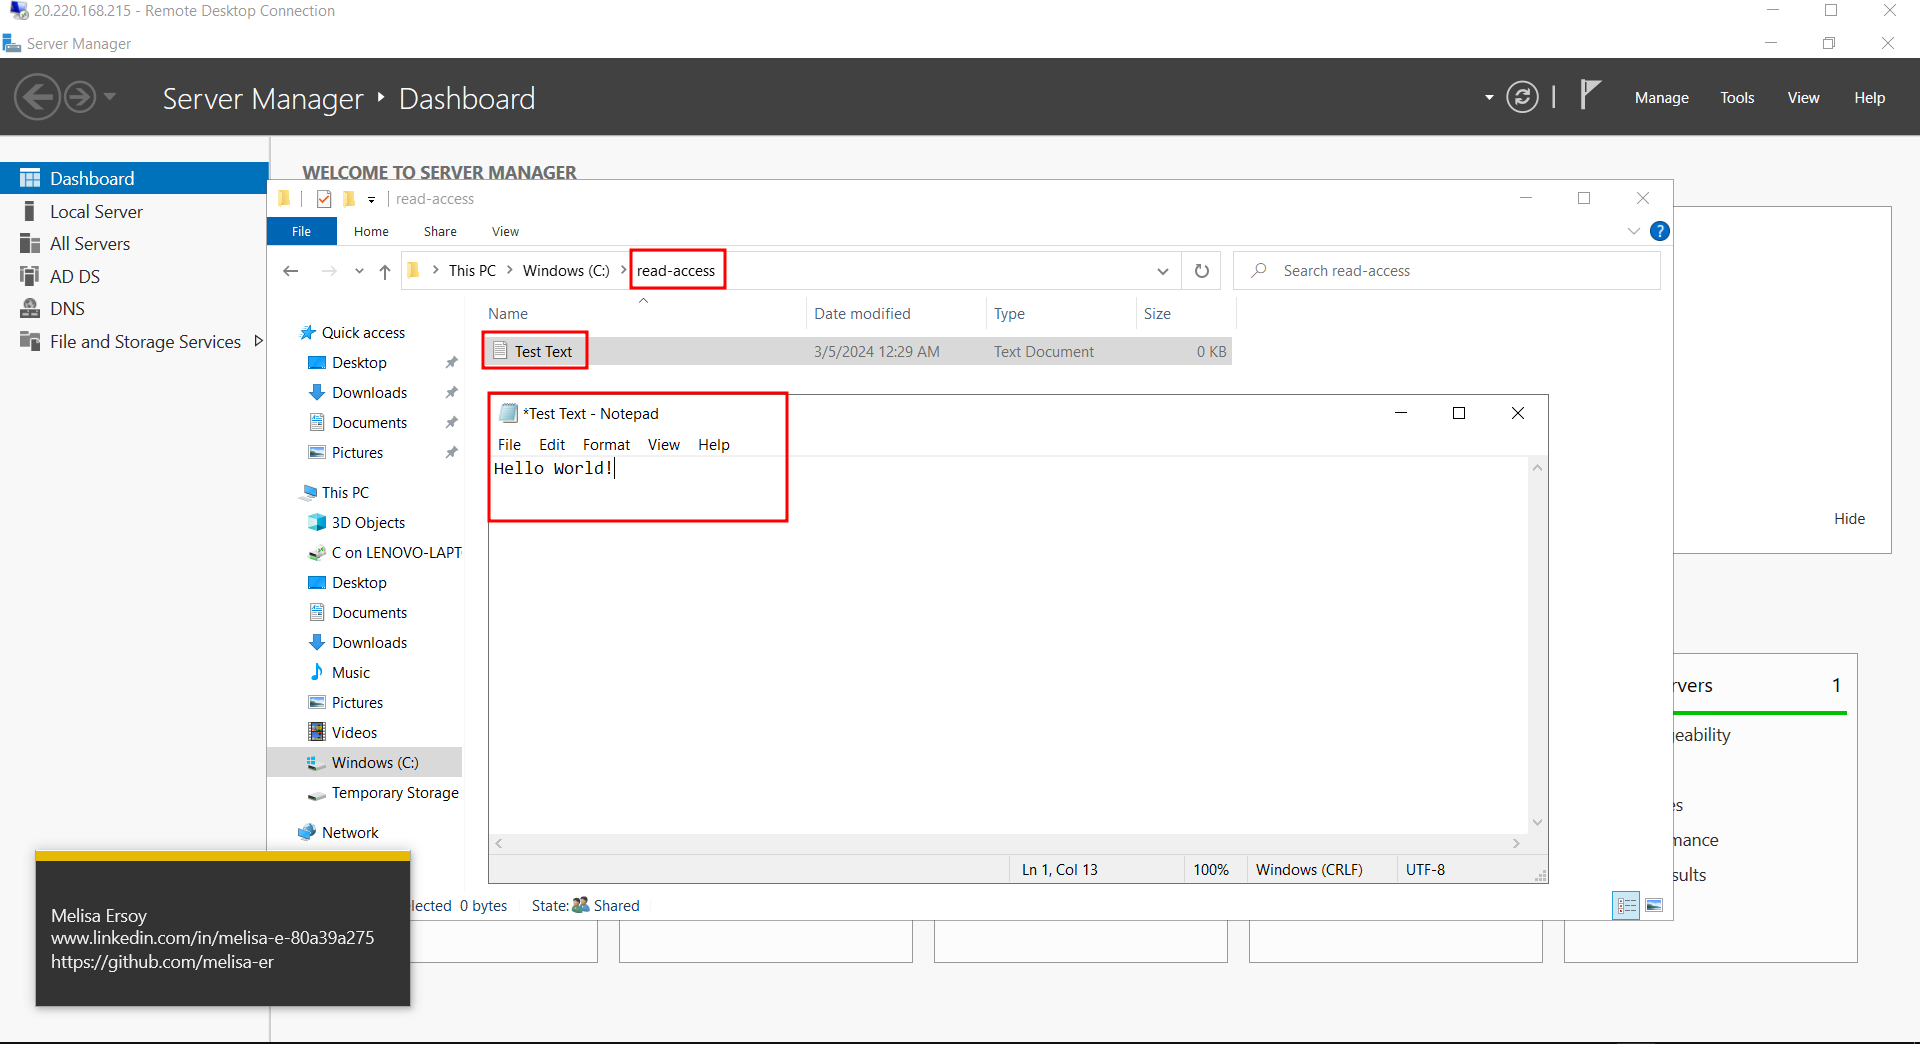 20.220.168.215 - Remote Desktop Connection
Server Manager
Server Manager Dashboard
Manage Tools View Help
Dashboard
Local Server
All Servers
AD DS
DNS
File and Storage Services
WELCOME TO SERVER MANAGER
read-access
File Home Share View
This PC Windows (C:) read-access
Search read-access
Name Date modified Type Size
Test Text 3/5/2024 12:29 AM Text Document 0 KB
Quick access
Desktop
Downloads
Documents
Pictures
This PC
3D Objects
C on LENOVO-LAPT
Desktop
Documents
Downloads
Music
Pictures
Videos
Windows (C:)
Temporary Storage
Network
*Test Text - Notepad
File Edit Format View Help
Hello World!
Ln 1, Col 13 100% Windows (CRLF) UTF-8
0 bytes State: Shared
Hide
1
Melisa Ersoy
www.linkedin.com/in/melisa-e-80a39a275
https://github.com/melisa-er